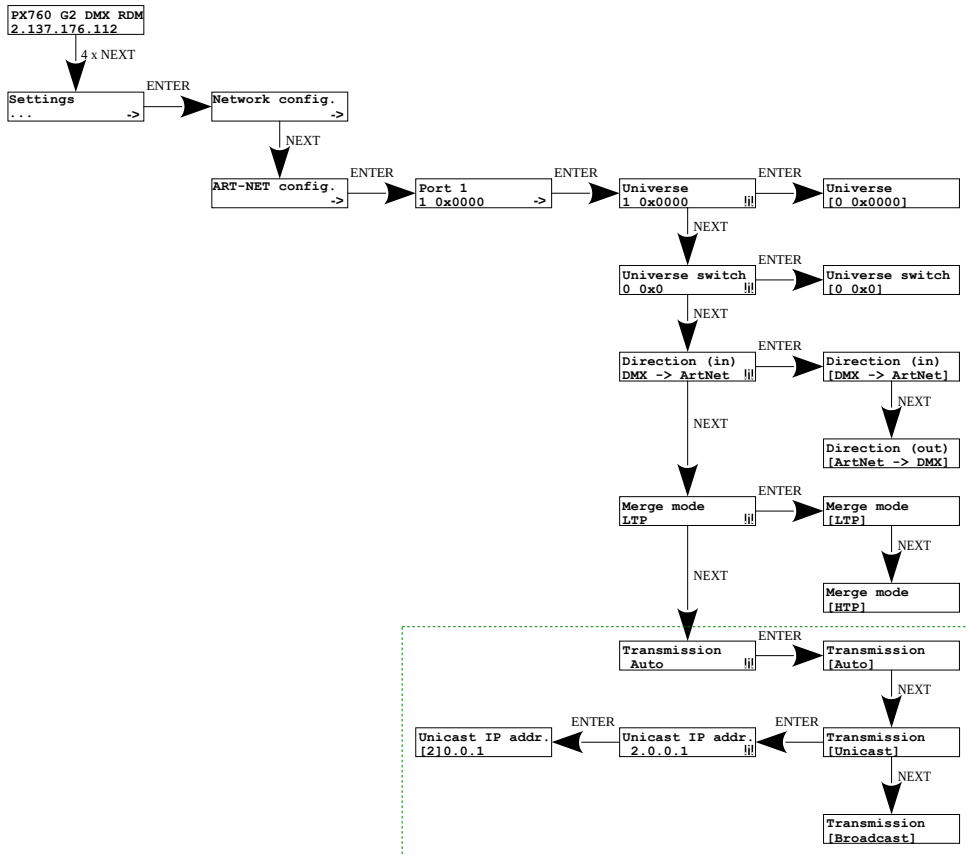 PX760 G2 DMX RDM
2.137.176.112
4 x NEXT
Settings
... ->
ENTER
Network config.
->
NEXT
ART-NET config.
->
ENTER
Port 1
1 0x0000 ->
ENTER
Universe
1 0x0000 !i!
ENTER
Universe
[0 0x0000]
NEXT
Universe switch
0 0x0 !i!
ENTER
Universe switch
[0 0x0]
NEXT
Direction (in)
DMX -> ArtNet !i!
ENTER
Direction (in)
[DMX -> ArtNet]
NEXT
NEXT
Direction (out)
[ArtNet -> DMX]
Merge mode
LTP !i!
ENTER
Merge mode
[LTP]
NEXT
NEXT
Merge mode
[HTP]
Transmission
Auto !i!
ENTER
Transmission
[Auto]
NEXT
Unicast IP addr.
[2]0.0.1
ENTER
Unicast IP addr.
2.0.0.1 !i!
ENTER
Transmission
[Unicast]
NEXT
Transmission
[Broadcast]